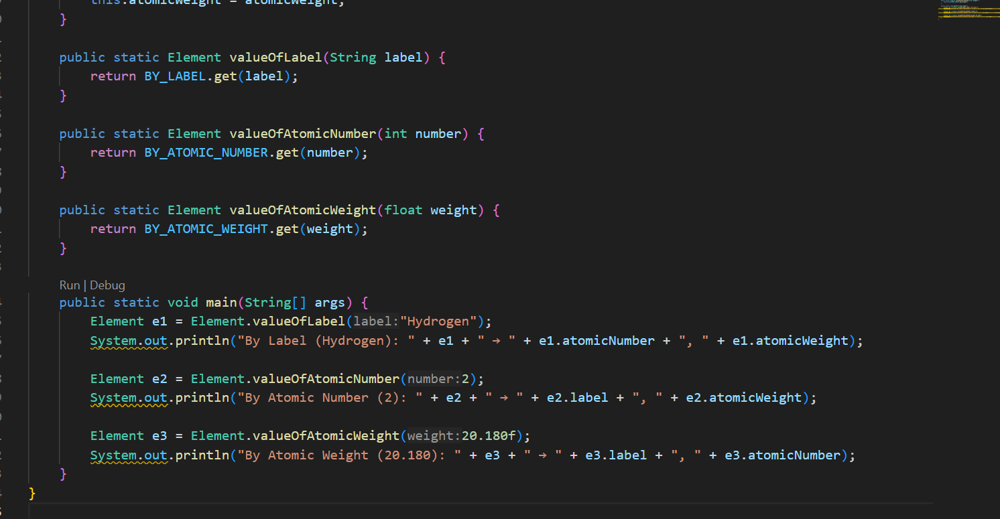 this.atomicWeight = atomicWeight;
}
public static Element valueOfLabel(String label) {
return BY_LABEL.get(label);
}
public static Element valueOfAtomicNumber(int number) {
return BY_ATOMIC_NUMBER.get(number);
}
public static Element valueOfAtomicWeight(float weight) {
return BY_ATOMIC_WEIGHT.get(weight);
}
Run | Debug
public static void main(String[] args) {
Element e1 = Element.valueOfLabel(label:"Hydrogen");
System.out.println("By Label (Hydrogen): " + e1 + " → " + e1.atomicNumber + ", " + e1.atomicWeight);
Element e2 = Element.valueOfAtomicNumber(number:2);
System.out.println("By Atomic Number (2): " + e2 + " → " + e2.label + ", " + e2.atomicWeight);
Element e3 = Element.valueOfAtomicWeight(weight:20.180f);
System.out.println("By Atomic Weight (20.180): " + e3 + " → " + e3.label + ", " + e3.atomicNumber);
}
}